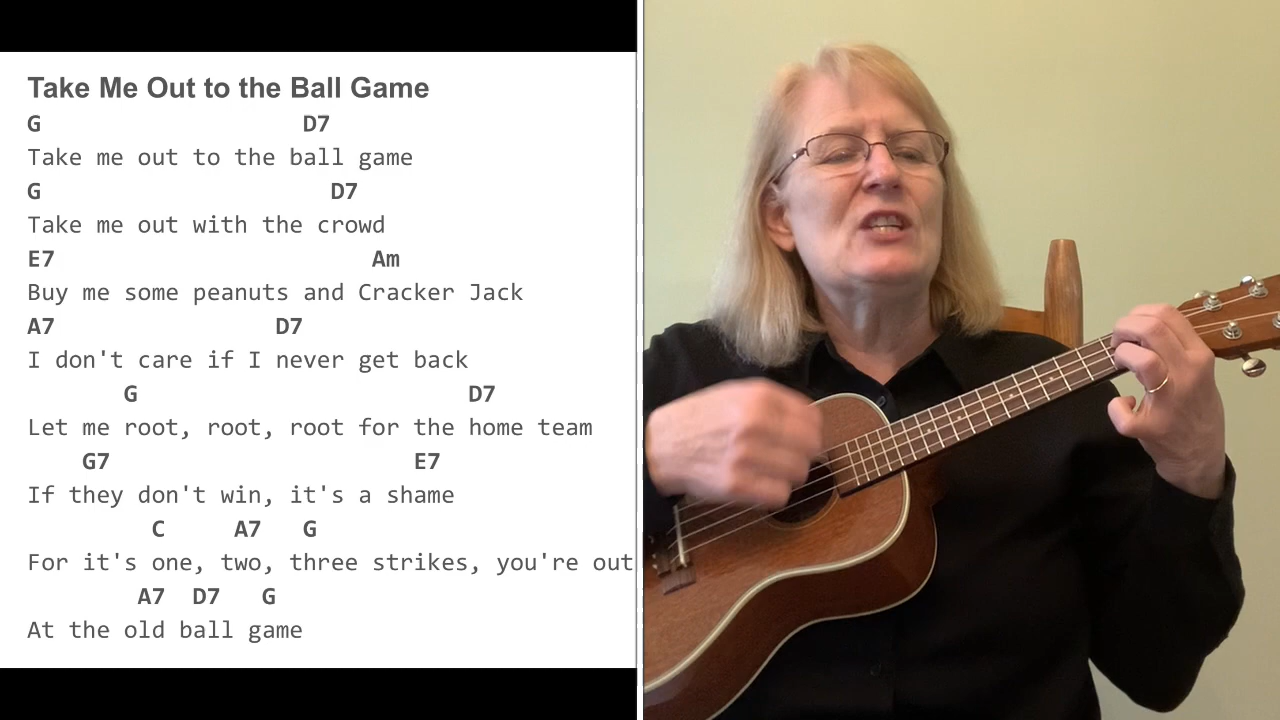 Take Me Out to the Ball Game
G                   D7
Take me out to the ball game
G                     D7
Take me out with the crowd
E7                       Am
Buy me some peanuts and Cracker Jack
A7                D7
I don't care if I never get back
       G                        D7
Let me root, root, root for the home team
    G7                      E7
If they don't win, it's a shame
         C     A7   G
For it's one, two, three strikes, you're out
        A7  D7   G
At the old ball game